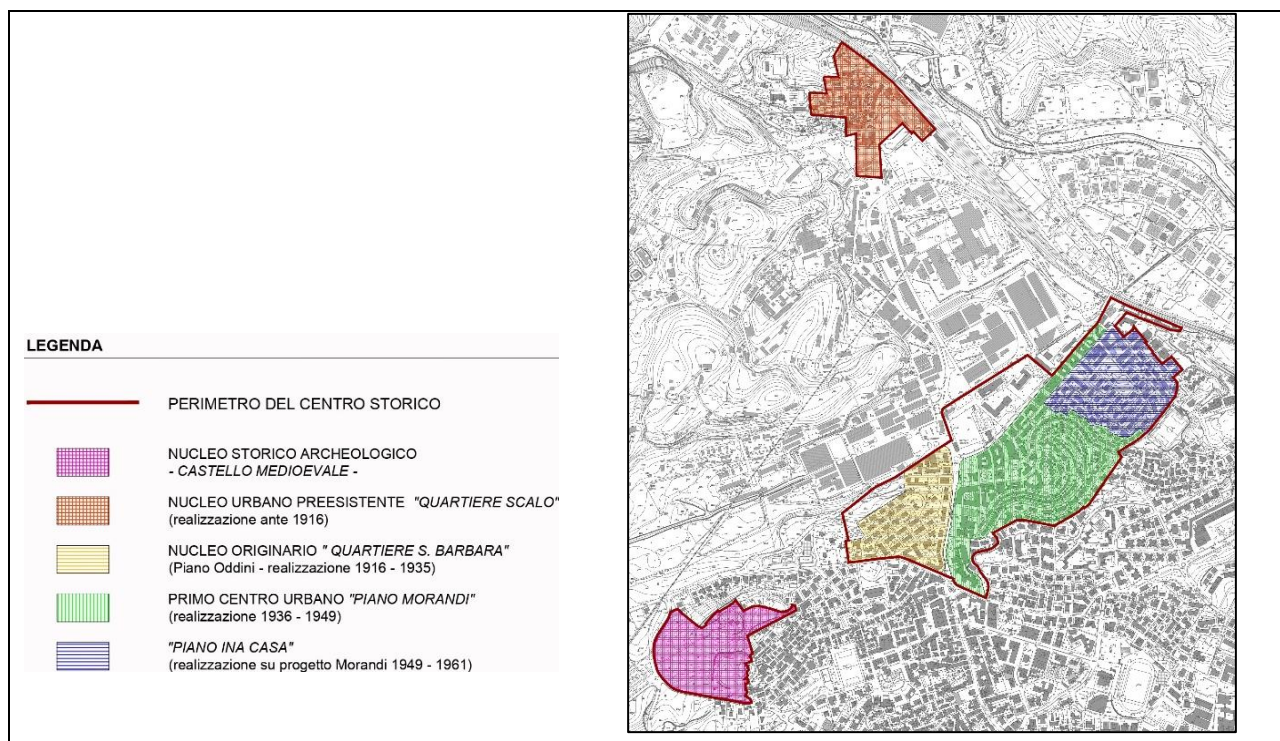 LEGENDA
PERIMETRO DEL CENTRO STORICO
NUCLEO STORICO ARCHEOLOGICO
- CASTELLO MEDIOEVALE -
NUCLEO URBANO PREESISTENTE "QUARTIERE SCALO"
(realizzazione ante 1916)
NUCLEO ORIGINARIO " QUARTIERE S. BARBARA"
(Piano Oddini - realizzazione 1916 - 1935)
PRIMO CENTRO URBANO "PIANO MORANDI"
(realizzazione 1936 - 1949)
"PIANO INA CASA"
(realizzazione su progetto Morandi 1949 - 1961)